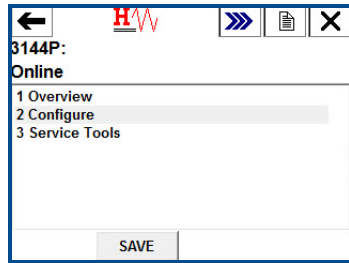 H
3144P:
Online
1 Overview
2 Configure
3 Service Tools
SAVE